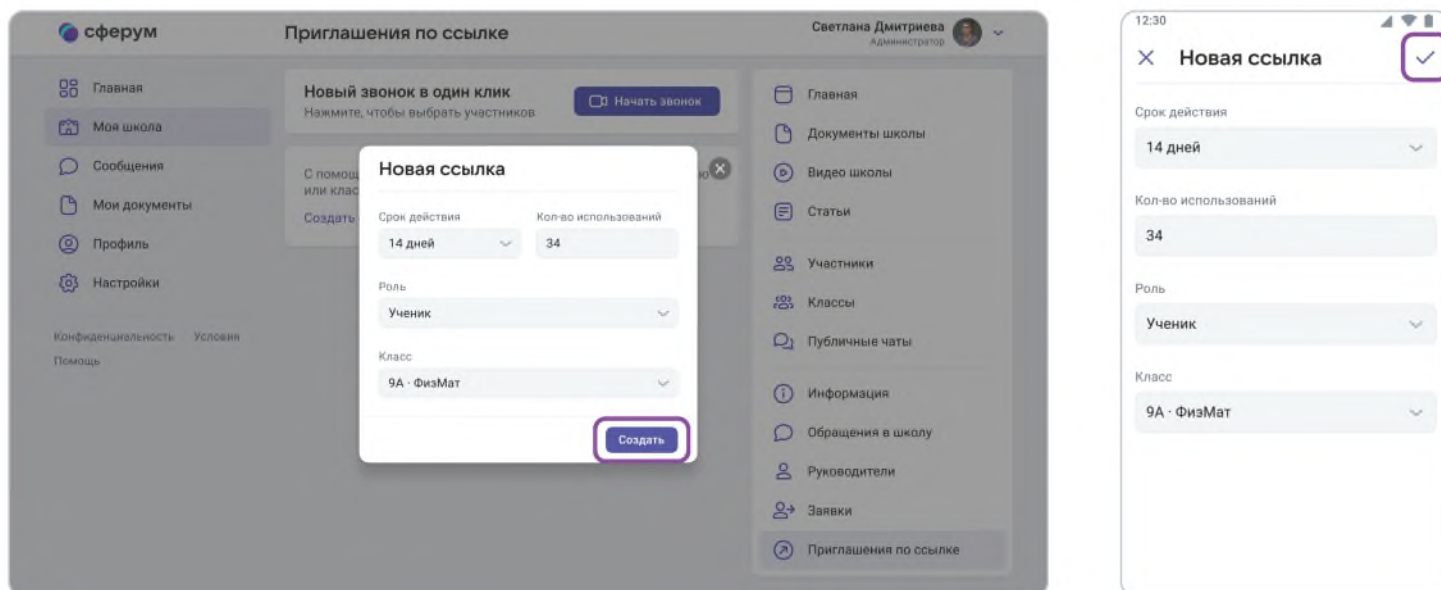 сферум
Приглашения по ссылке
Светлана Дмитриева
Администратор
Главная
Моя школа
Сообщения
Мои документы
Профиль
Настройки
Конфиденциальность Условия
Помощь
Новый звонок в один клик
Нажмите, чтобы выбрать участников
Начать звонок
С помощ
или клас
Создать
ю
Новая ссылка
Срок действия
Кол-во использований
14 дней
34
Роль
Ученик
Класс
9А · ФизМат
Создать
Главная
Документы школы
Видео школы
Статьи
Участники
Классы
Публичные чаты
Информация
Обращения в школу
Руководители
Заявки
Приглашения по ссылке
12:30
Новая ссылка
Срок действия
14 дней
Кол-во использований
34
Роль
Ученик
Класс
9А · ФизМат